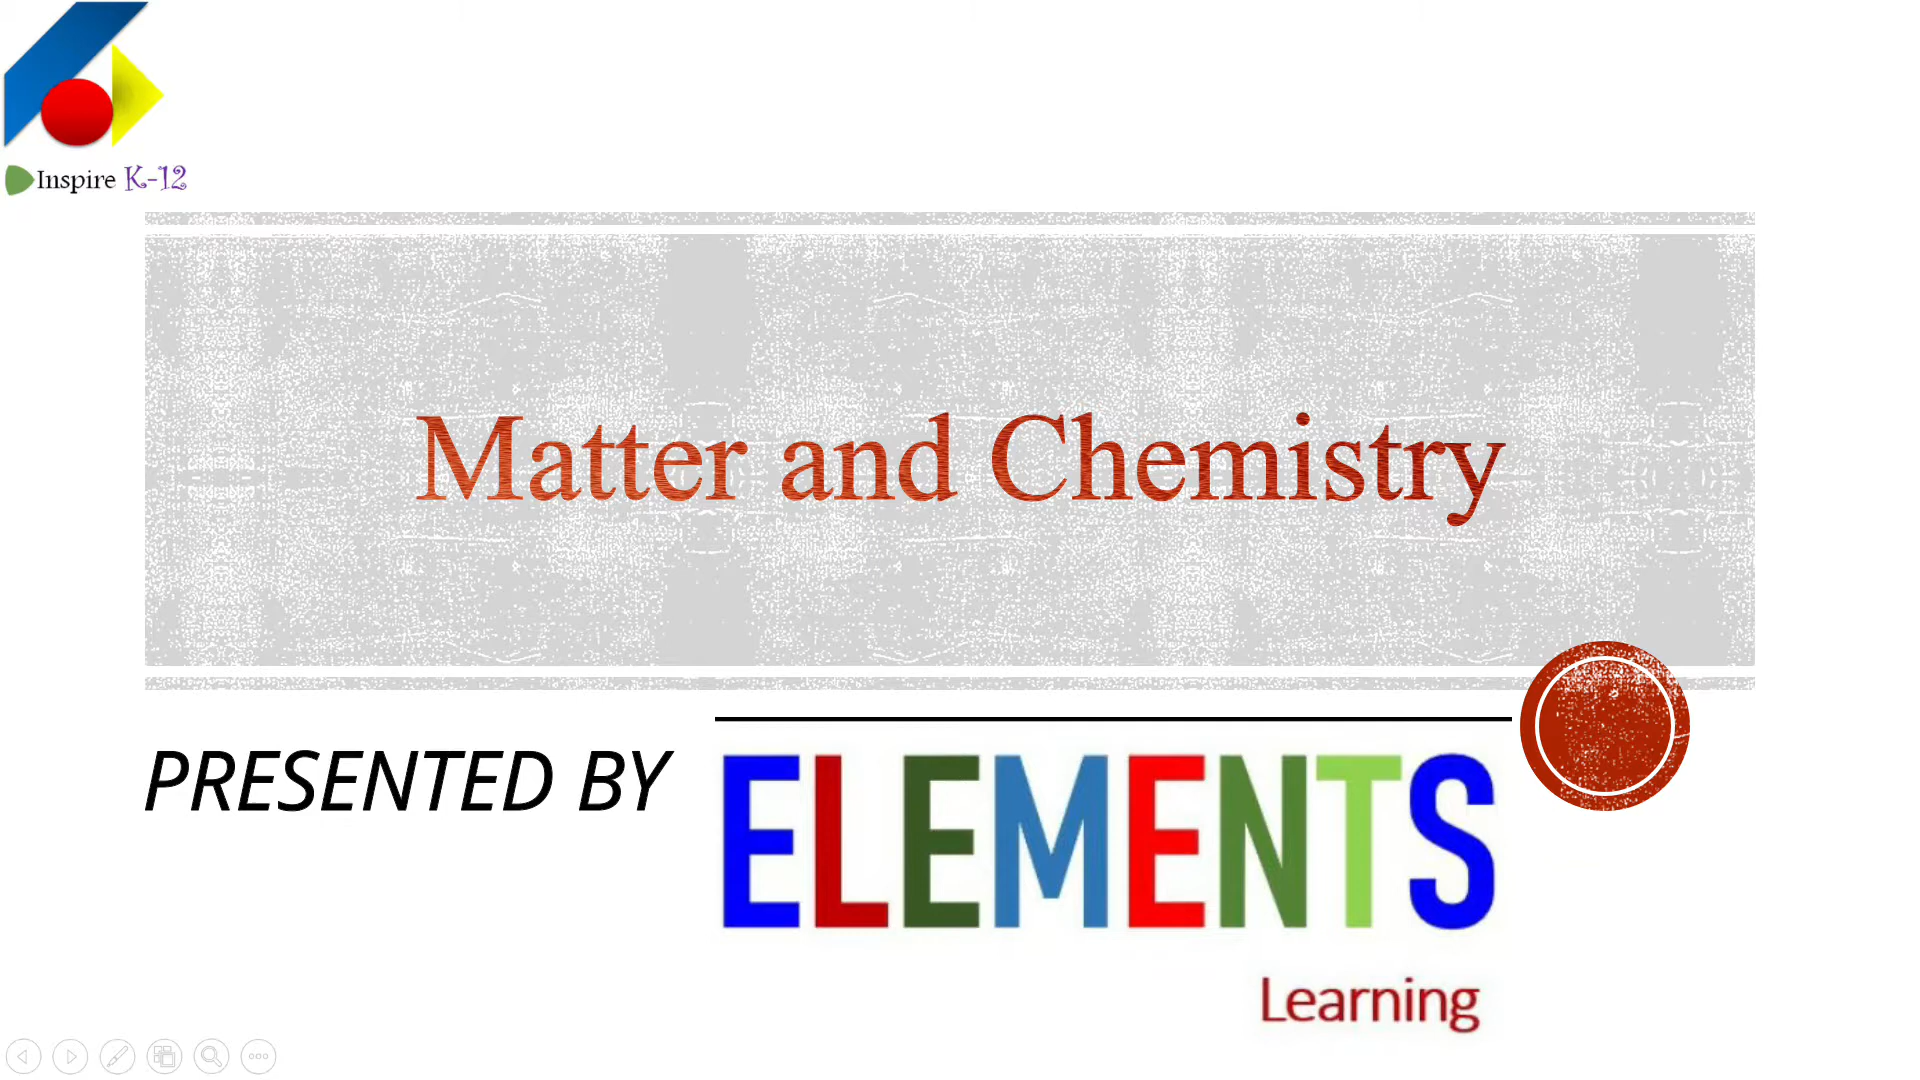 Inspire K-12
Matter and Chemistry
PRESENTED BY
ELEMENTS
Learning